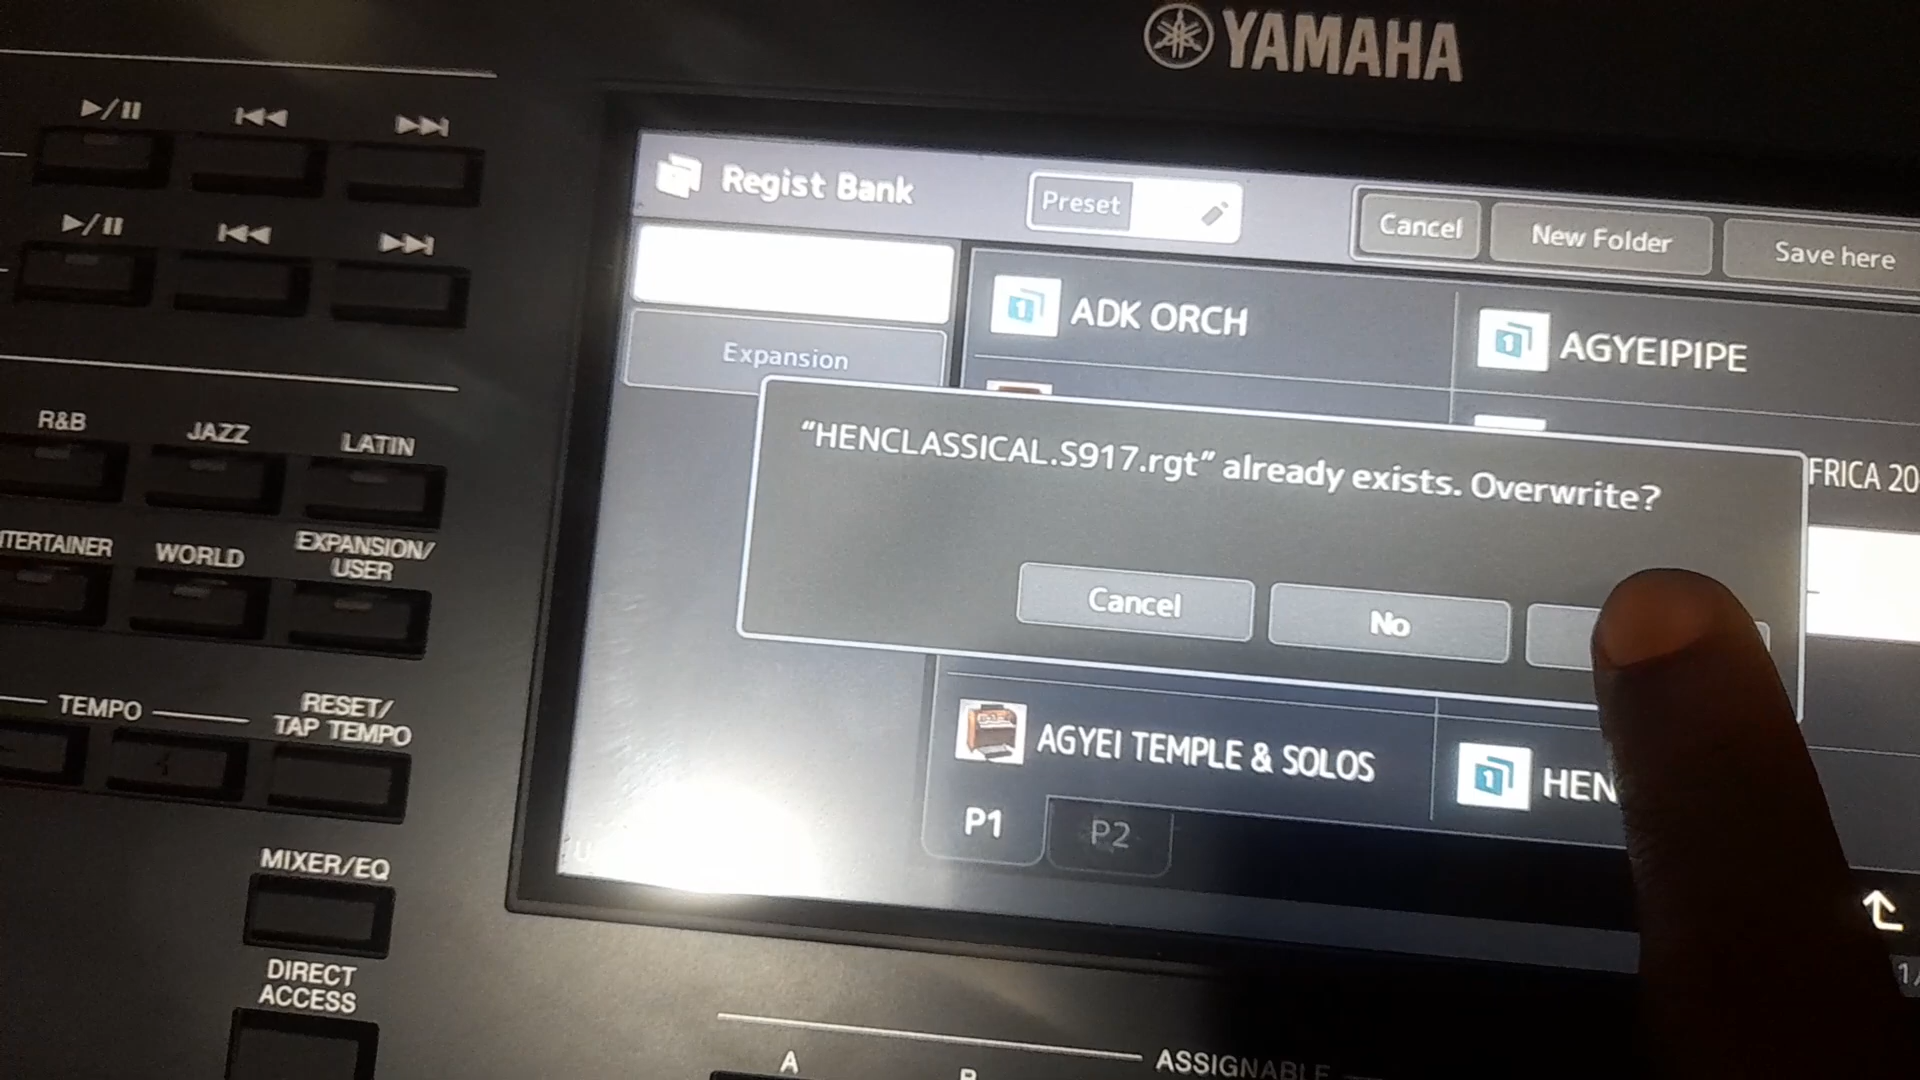 YAMAHA
Regist Bank
Preset
Cancel
New Folder
Save here
Expansion
ADK ORCH
AGYEIPIPE
"HENCLASSICAL.S917.rgt" already exists. Overwrite?
FRICA 20
Cancel
No
AGYEI TEMPLE & SOLOS
HEN
P1
P2
R&B
JAZZ
LATIN
NTERTAINER
WORLD
EXPANSION/
USER
TEMPO
RESET/
TAP TEMPO
MIXER/EQ
DIRECT
ACCESS
A
B
ASSIGNABLE